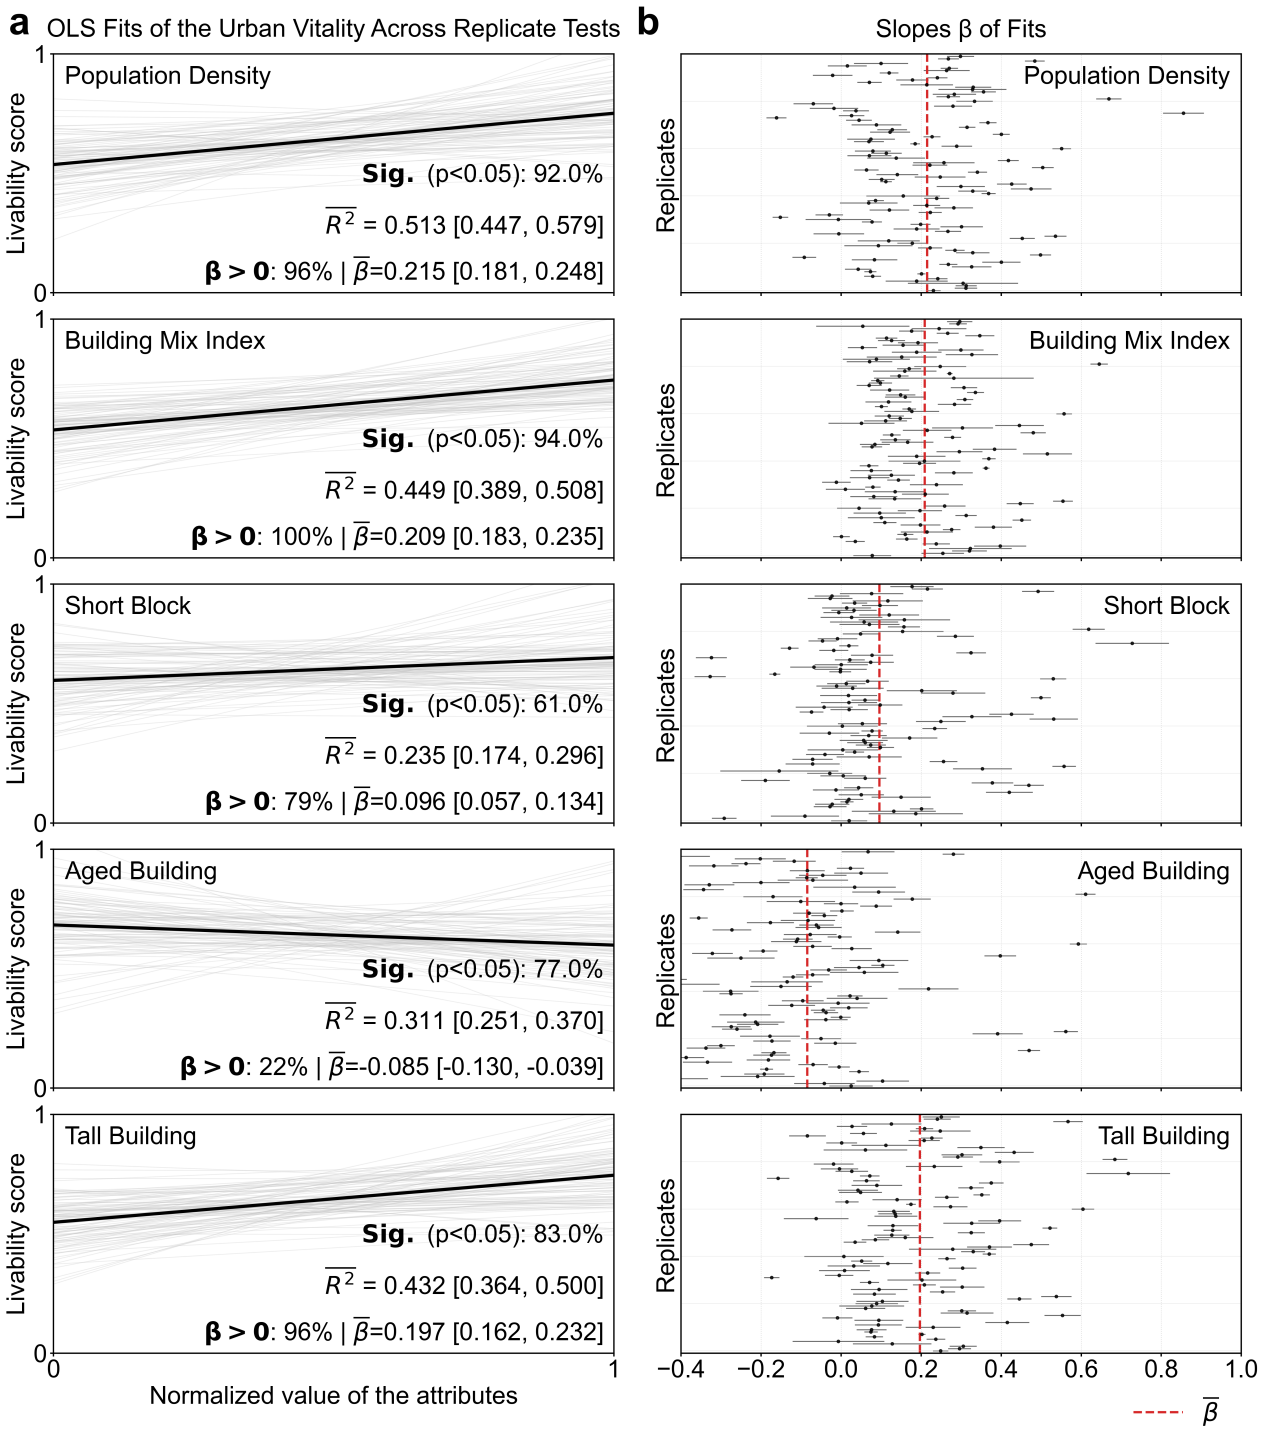 a OLS Fits of the Urban Vitality Across Replicate Tests
1
Population Density
Livability score
Sig. (p<0.05): 92.0%
R² = 0.513 [0.447, 0.579]
β > 0: 96% | β̅=0.215 [0.181, 0.248]
0
1
Building Mix Index
Livability score
Sig. (p<0.05): 94.0%
R² = 0.449 [0.389, 0.508]
β > 0: 100% | β̅=0.209 [0.183, 0.235]
0
1
Short Block
Livability score
Sig. (p<0.05): 61.0%
R² = 0.235 [0.174, 0.296]
β > 0: 79% | β̅=0.096 [0.057, 0.134]
0
1
Aged Building
Livability score
Sig. (p<0.05): 77.0%
R² = 0.311 [0.251, 0.370]
β > 0: 22% | β̅=-0.085 [-0.130, -0.039]
0
1
Tall Building
Livability score
Sig. (p<0.05): 83.0%
R² = 0.432 [0.364, 0.500]
β > 0: 96% | β̅=0.197 [0.162, 0.232]
0
0 1
Normalized value of the attributes
b Slopes β of Fits
Population Density
Replicates
Building Mix Index
Replicates
Short Block
Replicates
Aged Building
Replicates
Tall Building
Replicates
−0.4 −0.2 0.0 0.2 0.4 0.6 0.8 1.0
β̅